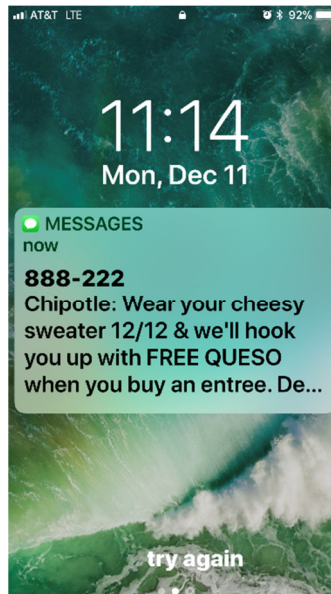 AT&T LTE 92%
11:14
Mon, Dec 11
MESSAGES
now
888-222
Chipotle: Wear your cheesy
sweater 12/12 & we'll hook
you up with FREE QUESO
when you buy an entree. De...
try again